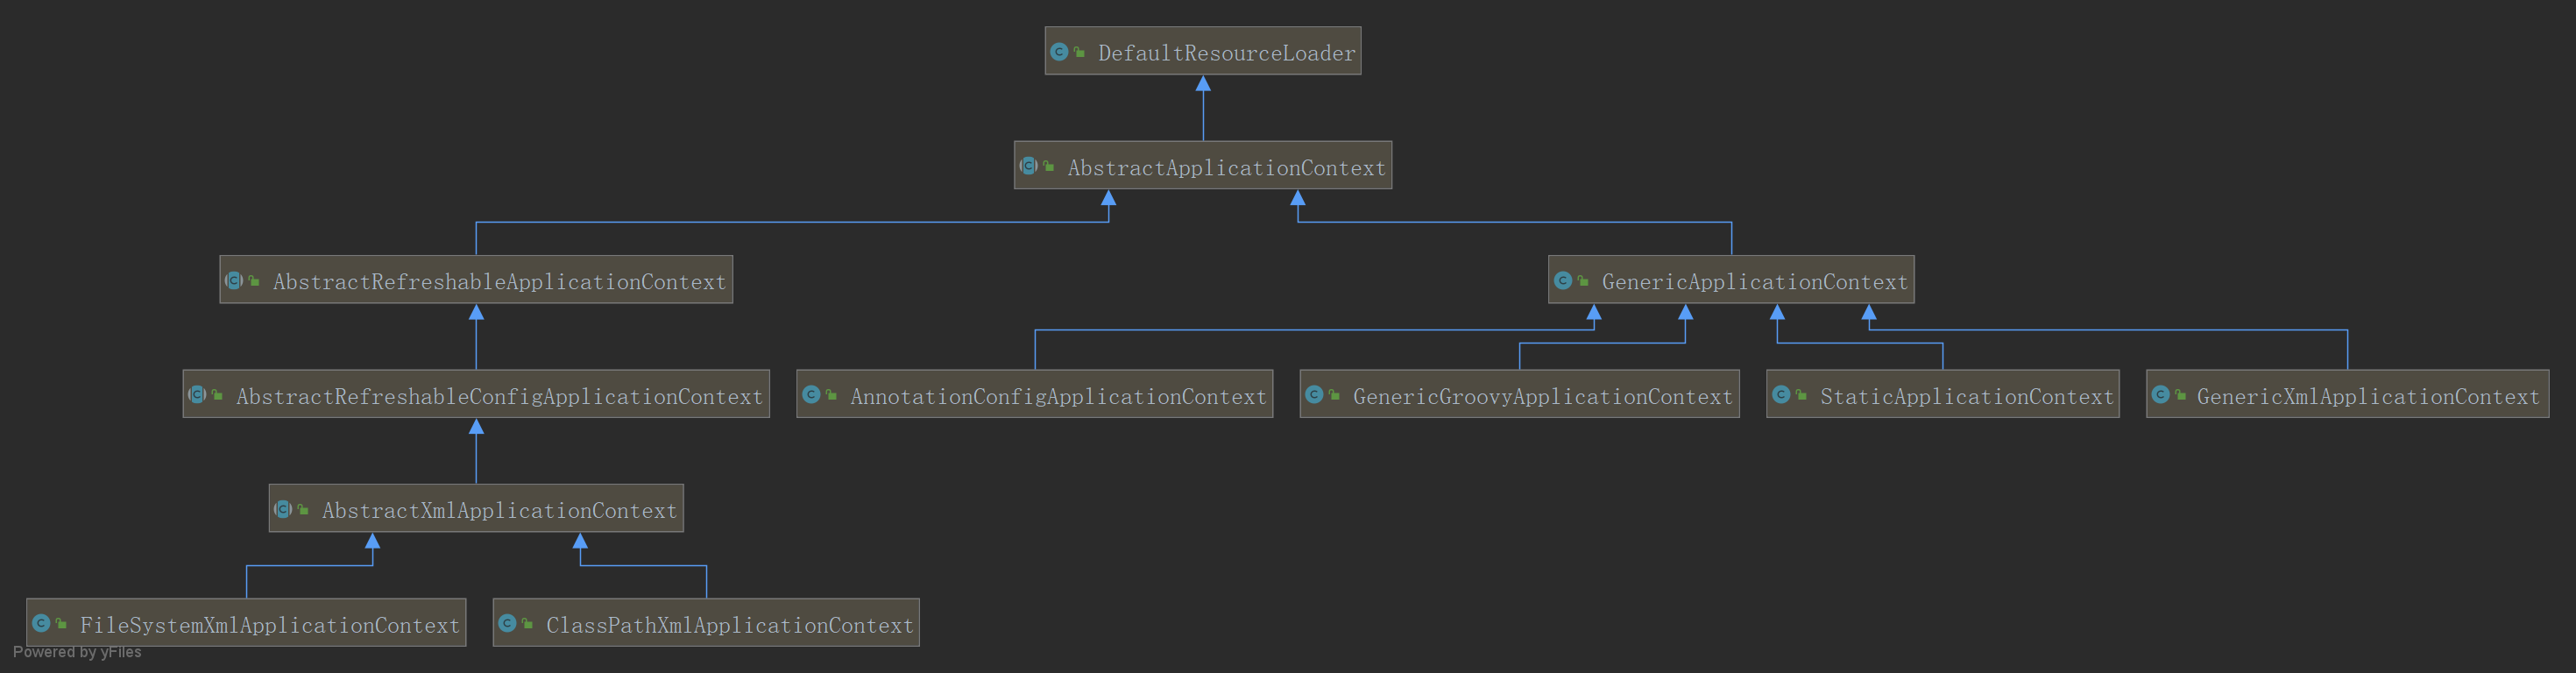 DefaultResourceLoader
AbstractApplicationContext
AbstractRefreshableApplicationContext
GenericApplicationContext
AbstractRefreshableConfigApplicationContext
AnnotationConfigApplicationContext
GenericGroovyApplicationContext
StaticApplicationContext
GenericXmlApplicationContext
AbstractXmlApplicationContext
FileSystemXmlApplicationContext
ClassPathXmlApplicationContext
Powered by yFiles